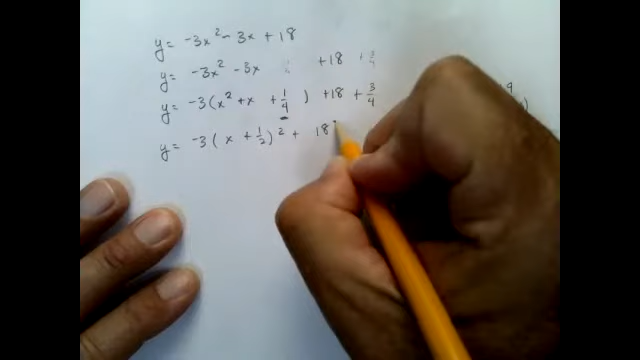 y = -3x² - 3x + 18
y = -3x² - 3x + 18 + 3/4
y = -3(x² + x + 1/4) + 18 + 3/4
y = -3(x + 1/2)² + 18